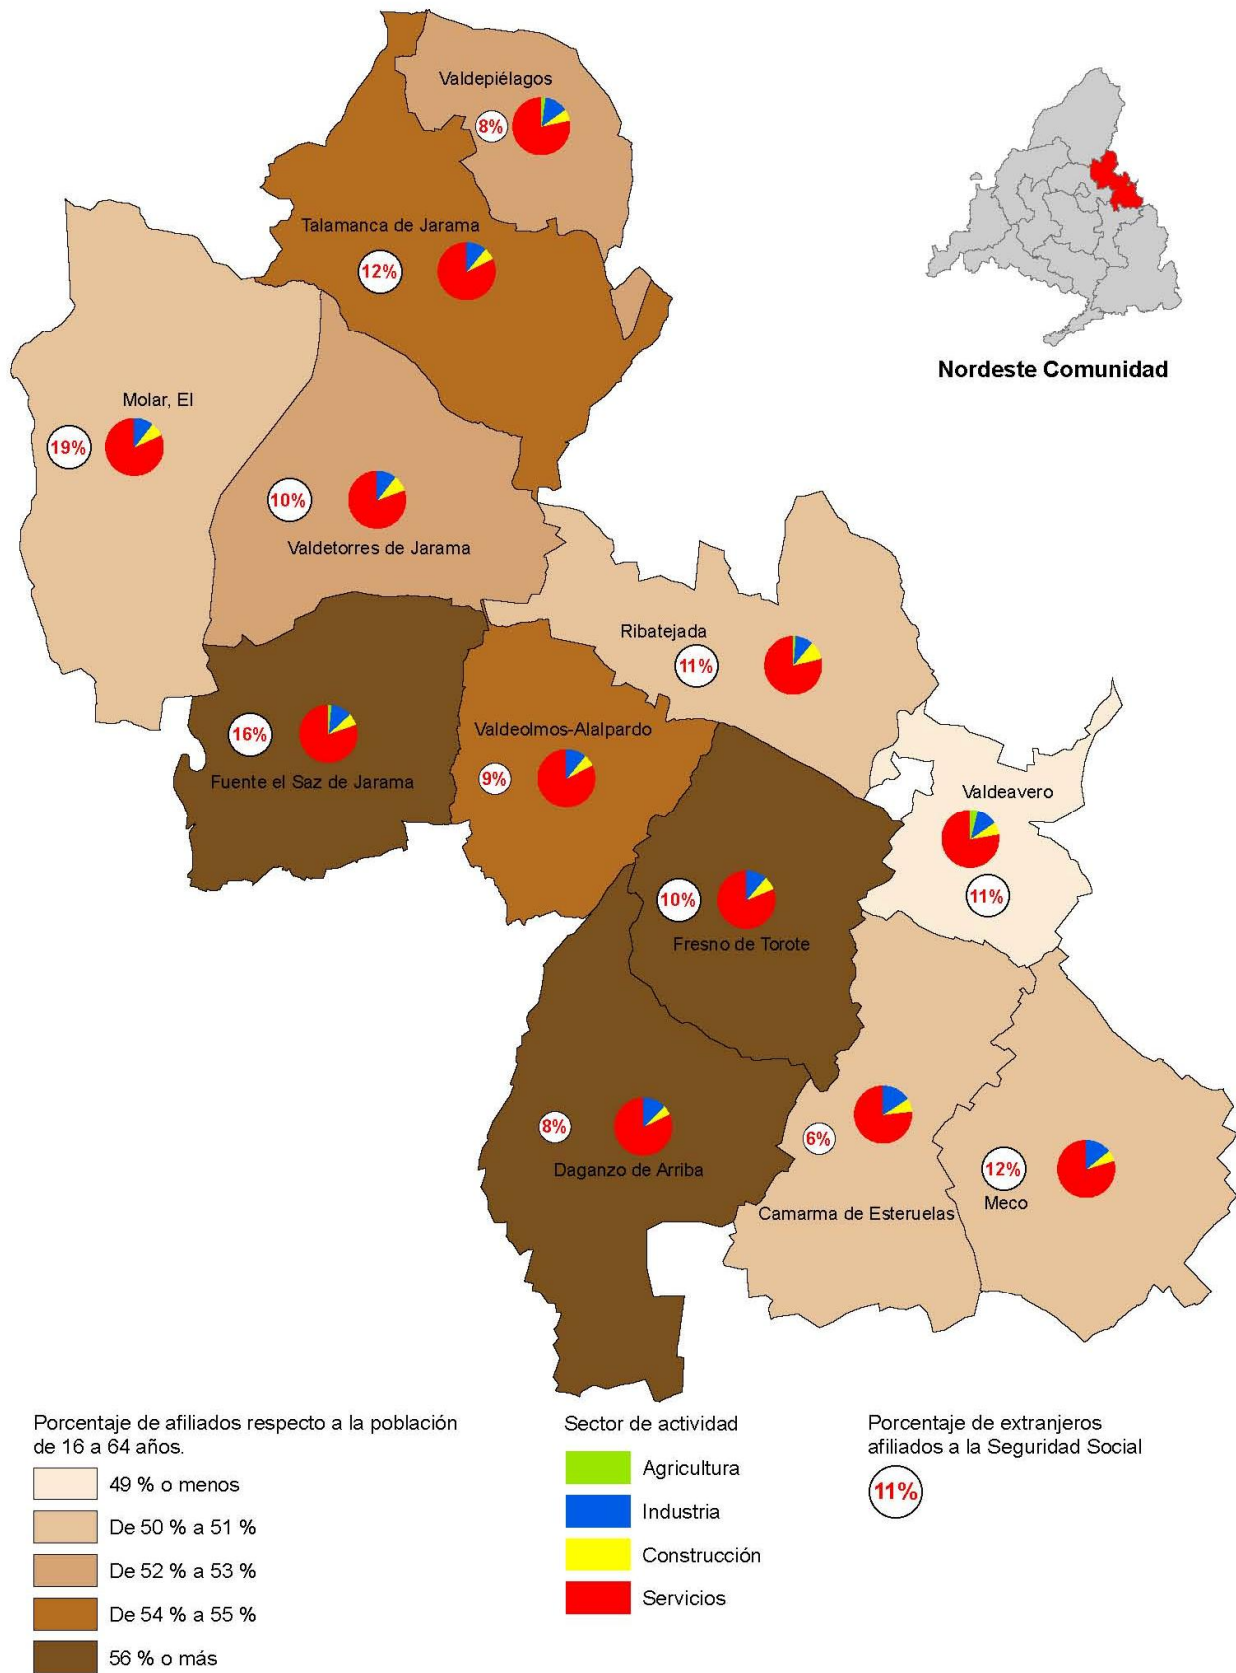 Valdepiélagos
8%
Talamanca de Jarama
12%
Nordeste Comunidad
Molar, El
19%
10%
Valdetorres de Jarama
Ribatejada
11%
16%
Fuente el Saz de Jarama
Valdeolmos-Alalpardo
9%
Valdeavero
11%
10%
Fresno de Torote
8%
Daganzo de Arriba
6%
Camarma de Esteruelas
12%
Meco
Porcentaje de afiliados respecto a la población
de 16 a 64 años.
49 % o menos
De 50 % a 51 %
De 52 % a 53 %
De 54 % a 55 %
56 % o más
Sector de actividad
Agricultura
Industria
Construcción
Servicios
Porcentaje de extranjeros
afiliados a la Seguridad Social
11%